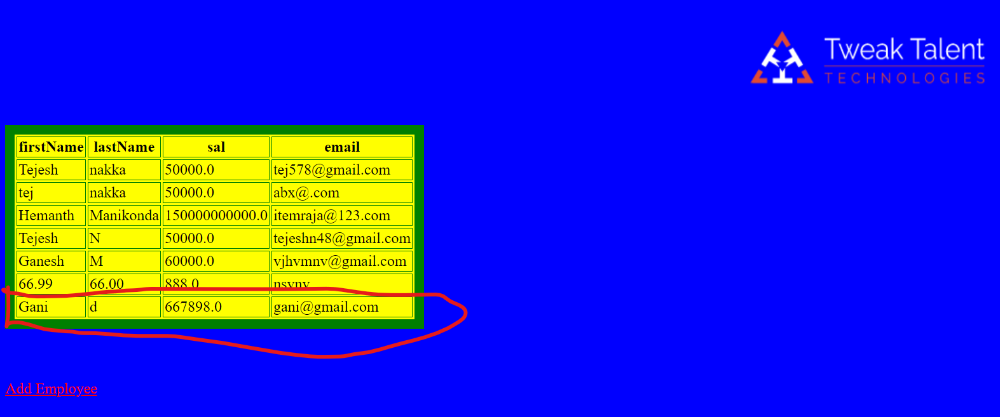 Tweak Talent
TECHNOLOGIES
firstName lastName sal email
Tejesh nakka 50000.0 tej578@gmail.com
tej nakka 50000.0 abx@.com
Hemanth Manikonda 150000000000.0 itemraja@123.com
Tejesh N 50000.0 tejeshn48@gmail.com
Ganesh M 60000.0 vjhvmnv@gmail.com
66.99 66.00 888.0 nsvnv
Gani d 667898.0 gani@gmail.com
Add Employee